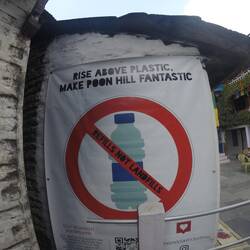 RISE ABOVE PLASTIC,
MAKE POON HILL FANTASTIC
REFILLS NOT LANDFILLS